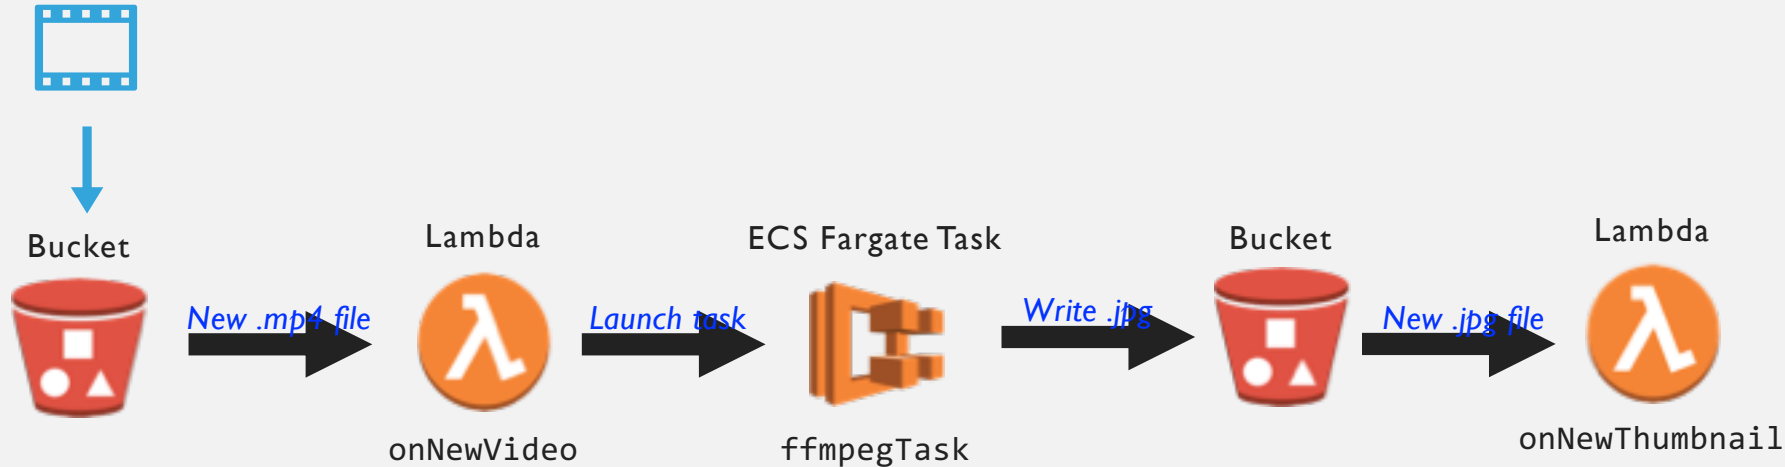 Bucket
New .mp4 file
Lambda
onNewVideo
Launch task
ECS Fargate Task
ffmpegTask
Write .jpg
Bucket
New .jpg file
Lambda
onNewThumbnail